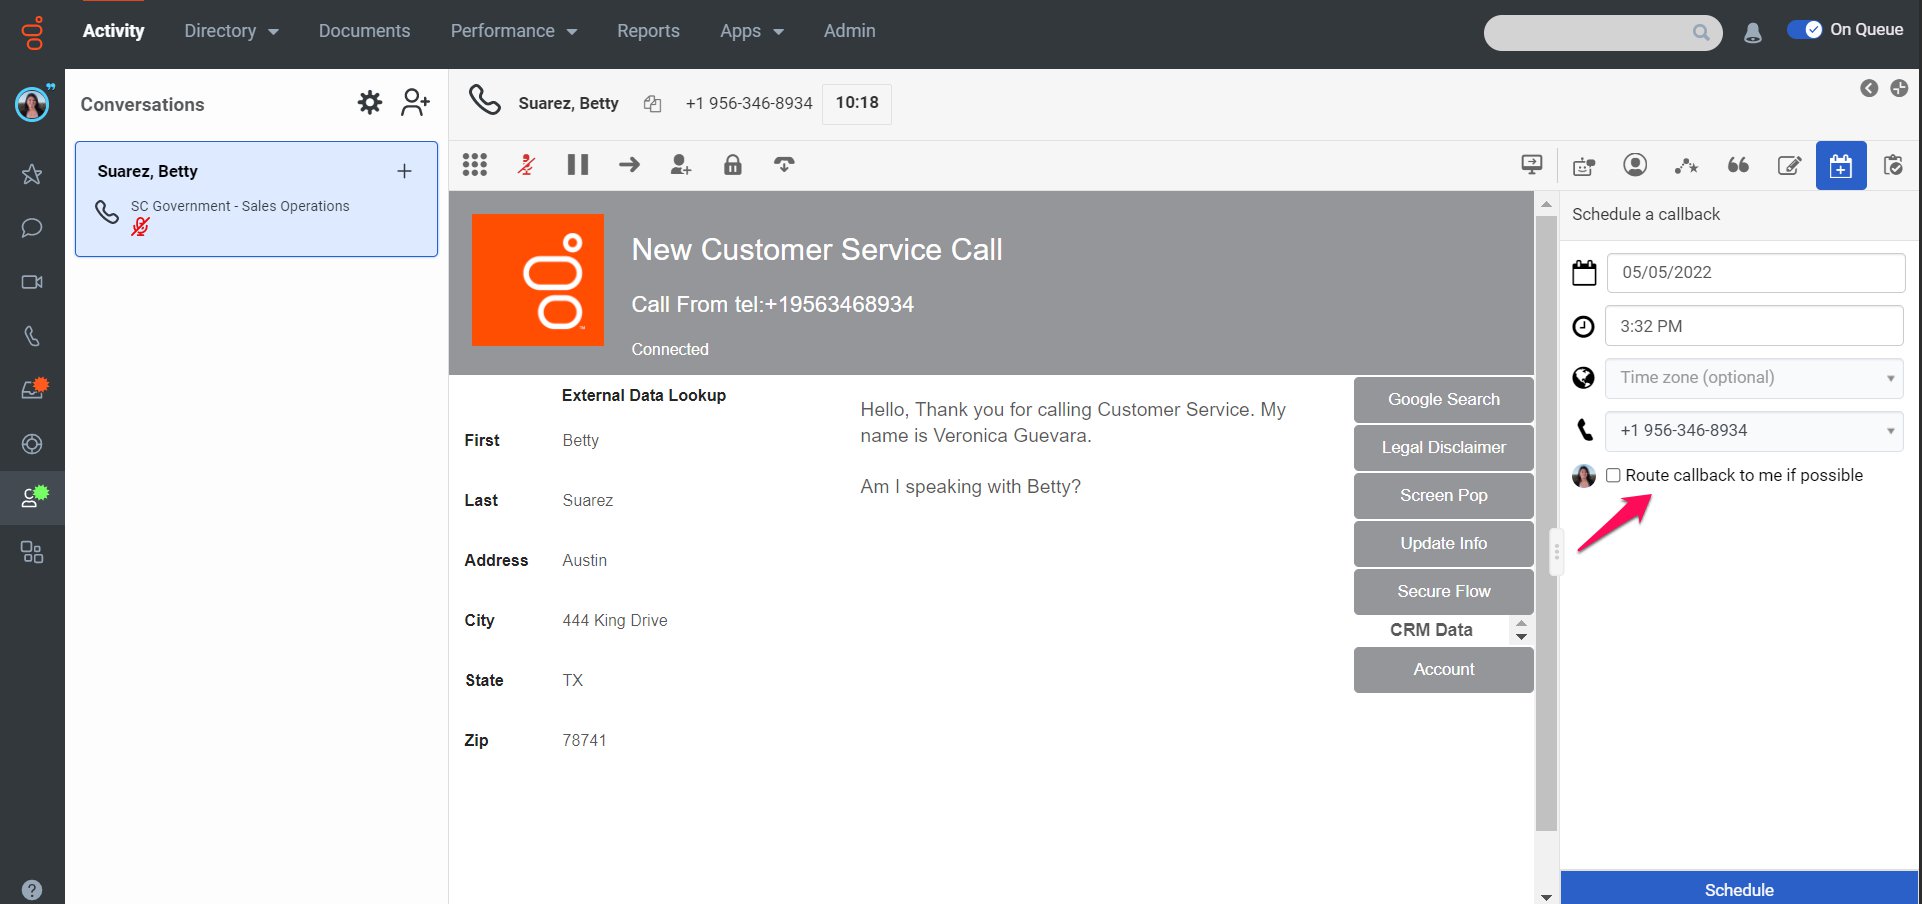 Activity
Directory
Documents
Performance
Reports
Apps
Admin
On Queue
Conversations
Suarez, Betty
SC Government - Sales Operations
Suarez, Betty
+1 956-346-8934
10:18
New Customer Service Call
Call From tel:+19563468934
Connected
External Data Lookup
First Betty
Last Suarez
Address Austin
City 444 King Drive
State TX
Zip 78741
Hello, Thank you for calling Customer Service. My
name is Veronica Guevara.
Am I speaking with Betty?
Google Search
Legal Disclaimer
Screen Pop
Update Info
Secure Flow
CRM Data
Account
Schedule a callback
05/05/2022
3:32 PM
Time zone (optional)
+1 956-346-8934
Route callback to me if possible
Schedule